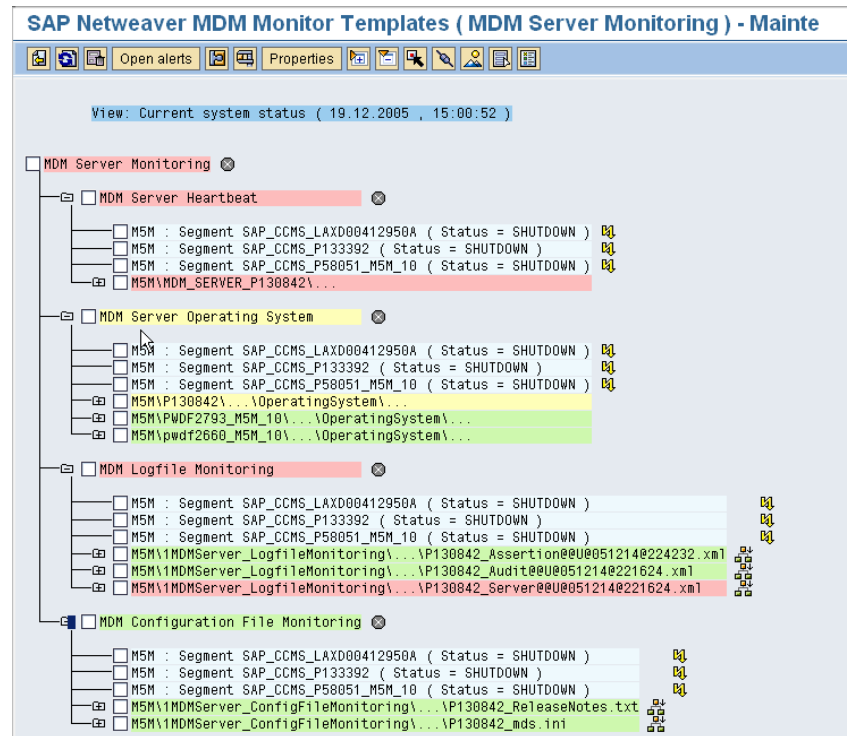 SAP Netweaver MDM Monitor Templates ( MDM Server Monitoring ) - Mainte
Open alerts Properties
View: Current system status ( 19.12.2005 , 15:00:52 )
MDM Server Monitoring
MDM Server Heartbeat
M5M : Segment SAP_CCMS_LAXD00412950A ( Status = SHUTDOWN )
M5M : Segment SAP_CCMS_P133392 ( Status = SHUTDOWN )
M5M : Segment SAP_CCMS_P58051_M5M_10 ( Status = SHUTDOWN )
M5M\MDM_SERVER_P130842\...
MDM Server Operating System
M5M : Segment SAP_CCMS_LAXD00412950A ( Status = SHUTDOWN )
M5M : Segment SAP_CCMS_P133392 ( Status = SHUTDOWN )
M5M : Segment SAP_CCMS_P58051_M5M_10 ( Status = SHUTDOWN )
M5M\P130842\...\OperatingSystem\...
M5M\PWDF2793_M5M_10\...\OperatingSystem\...
M5M\pwdf2660_M5M_10\...\OperatingSystem\...
MDM Logfile Monitoring
M5M : Segment SAP_CCMS_LAXD00412950A ( Status = SHUTDOWN )
M5M : Segment SAP_CCMS_P133392 ( Status = SHUTDOWN )
M5M : Segment SAP_CCMS_P58051_M5M_10 ( Status = SHUTDOWN )
M5M\1MDMServer_LogfileMonitoring\...\P130842_Assertion@@U@051214@224232.xml
M5M\1MDMServer_LogfileMonitoring\...\P130842_Audit@@U@051214@221624.xml
M5M\1MDMServer_LogfileMonitoring\...\P130842_Server@@U@051214@221624.xml
MDM Configuration File Monitoring
M5M : Segment SAP_CCMS_LAXD00412950A ( Status = SHUTDOWN )
M5M : Segment SAP_CCMS_P133392 ( Status = SHUTDOWN )
M5M : Segment SAP_CCMS_P58051_M5M_10 ( Status = SHUTDOWN )
M5M\1MDMServer_ConfigFileMonitoring\...\P130842_ReleaseNotes.txt
M5M\1MDMServer_ConfigFileMonitoring\...\P130842_mds.ini